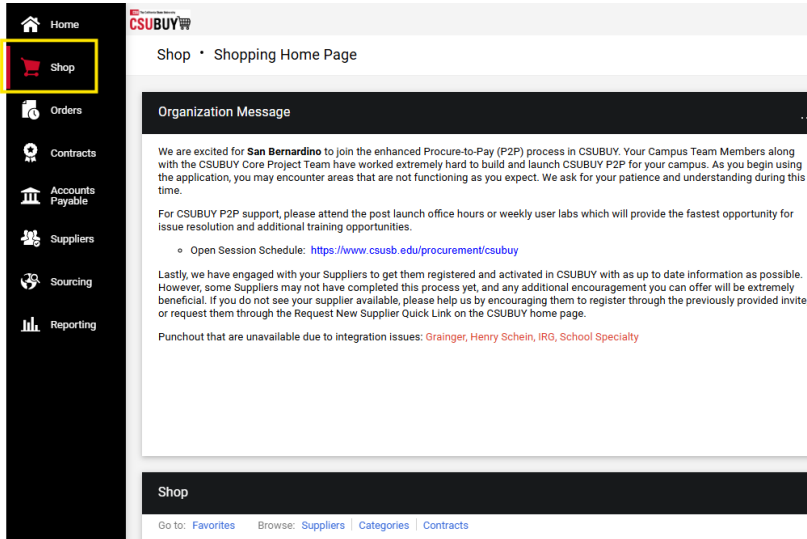 Home
CSUBUY
Shop • Shopping Home Page
Shop
Orders
Contracts
Accounts
Payable
Suppliers
Sourcing
Reporting
Organization Message
...
We are excited for San Bernardino to join the enhanced Procure-to-Pay (P2P) process in CSUBUY. Your Campus Team Members along
with the CSUBUY Core Project Team have worked extremely hard to build and launch CSUBUY P2P for your campus. As you begin using
the application, you may encounter areas that are not functioning as you expect. We ask for your patience and understanding during this
time.
For CSUBUY P2P support, please attend the post launch office hours or weekly user labs which will provide the fastest opportunity for
issue resolution and additional training opportunities.
Open Session Schedule: https://www.csusb.edu/procurement/csubuy
Lastly, we have engaged with your Suppliers to get them registered and activated in CSUBUY with as up to date information as possible.
However, some Suppliers may not have completed this process yet, and any additional encouragement you can offer will be extremely
beneficial. If you do not see your supplier available, please help us by encouraging them to register through the previously provided invite
or request them through the Request New Supplier Quick Link on the CSUBUY home page.
Punchout that are unavailable due to integration issues: Grainger, Henry Schein, IRG, School Specialty
Shop
Go to: Favorites Browse: Suppliers | Categories | Contracts